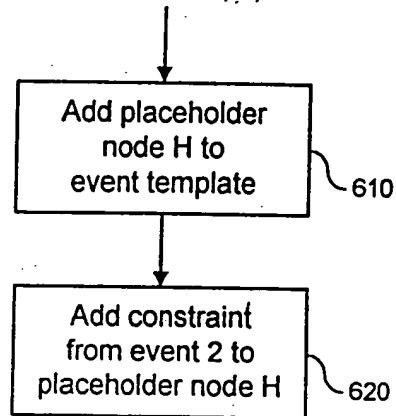 Add placeholder
node H to
event template
610
Add constraint
from event 2 to
placeholder node H
620